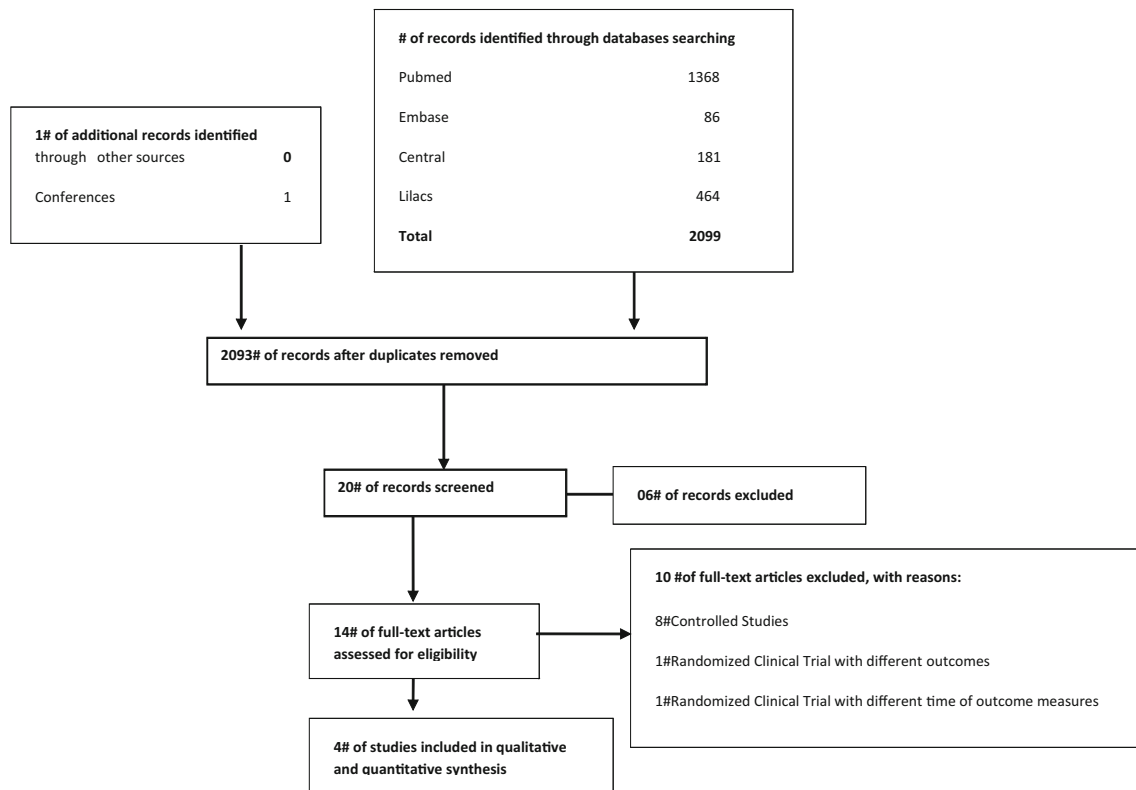 # of records identified through databases searching
Pubmed 1368
Embase 86
Central 181
Lilacs 464
Total 2099
1# of additional records identified
through other sources 0
Conferences 1
2093# of records after duplicates removed
20# of records screened
06# of records excluded
10 #of full-text articles excluded, with reasons:
8#Controlled Studies
1#Randomized Clinical Trial with different outcomes
1#Randomized Clinical Trial with different time of outcome measures
14# of full-text articles
assessed for eligibility
4# of studies included in qualitative
and quantitative synthesis